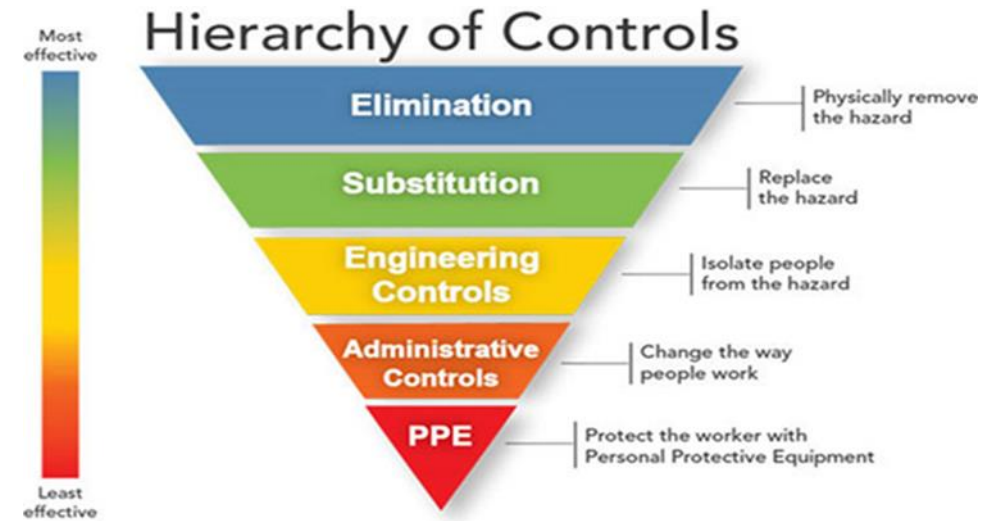 Hierarchy of Controls
Most
effective
Elimination
Physically remove
the hazard
Substitution
Replace
the hazard
Engineering
Controls
Isolate people
from the hazard
Administrative
Controls
Change the way
people work
PPE
Protect the worker with
Personal Protective Equipment
Least
effective